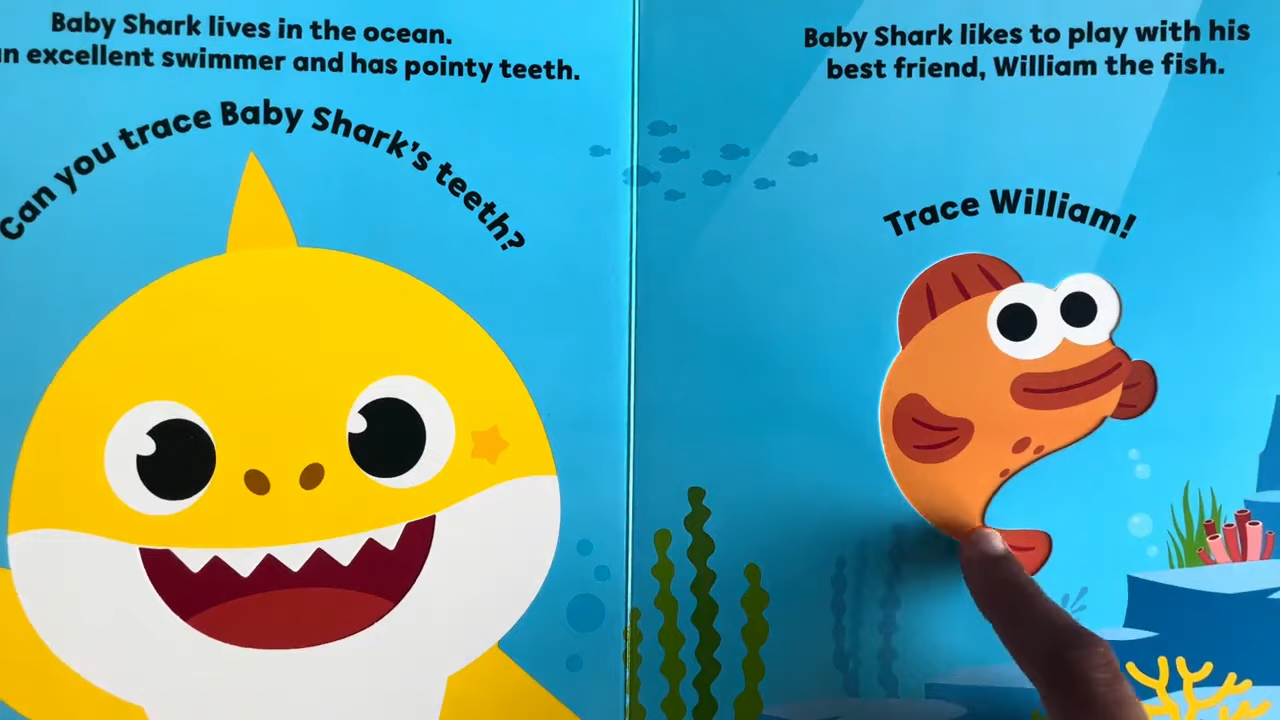 Baby Shark lives in the ocean.
an excellent swimmer and has pointy teeth.
Can you trace Baby Shark's teeth?
Baby Shark likes to play with his
best friend, William the fish.
Trace William!